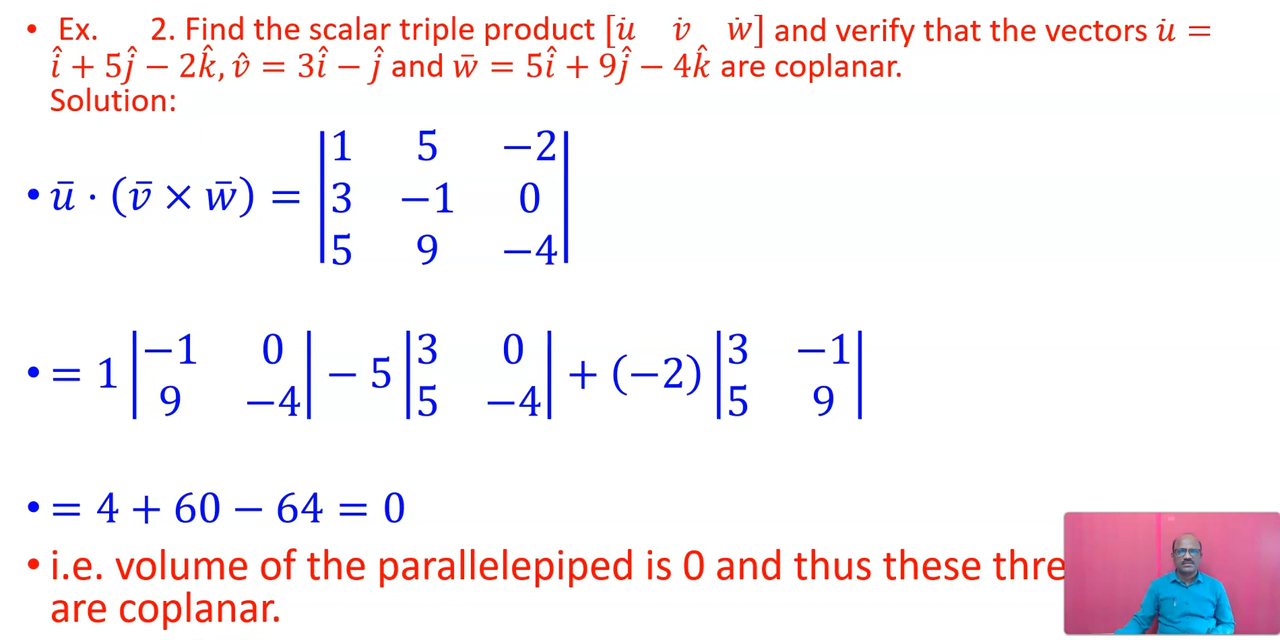 • Ex. 2. Find the scalar triple product [u̇ v̇ ẇ] and verify that the vectors u̇ =
î + 5ĵ − 2k̂, v̂ = 3î − ĵ and w̄ = 5î + 9ĵ − 4k̂ are coplanar.
Solution:
• ū · (v̄ × w̄) = |1 5 −2|
|3 −1 0|
|5 9 −4|
• = 1 |−1 0| − 5 |3 0| + (−2) |3 −1|
|9 −4| |5 −4| |5 9|
• = 4 + 60 − 64 = 0
• i.e. volume of the parallelepiped is 0 and thus these
are coplanar.